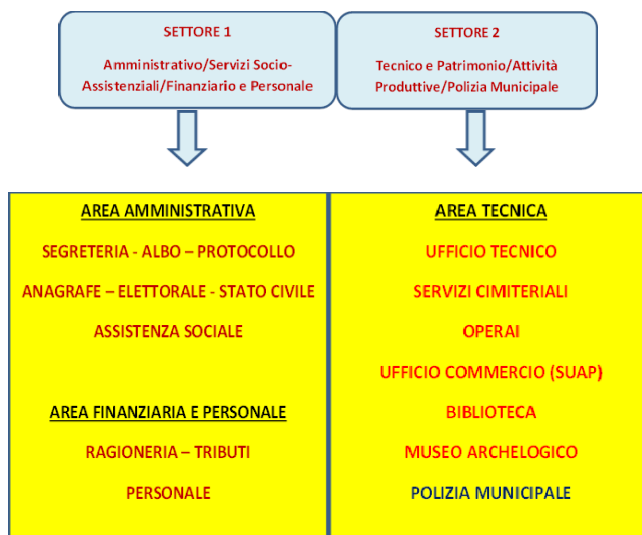 SETTORE 1
Amministrativo/Servizi Socio-
Assistenziali/Finanziario e Personale
SETTORE 2
Tecnico e Patrimonio/Attività
Produttive/Polizia Municipale
AREA AMMINISTRATIVA
SEGRETERIA - ALBO – PROTOCOLLO
ANAGRAFE – ELETTORALE - STATO CIVILE
ASSISTENZA SOCIALE
AREA FINANZIARIA E PERSONALE
RAGIONERIA – TRIBUTI
PERSONALE
AREA TECNICA
UFFICIO TECNICO
SERVIZI CIMITERIALI
OPERAI
UFFICIO COMMERCIO (SUAP)
BIBLIOTECA
MUSEO ARCHELOGICO
POLIZIA MUNICIPALE